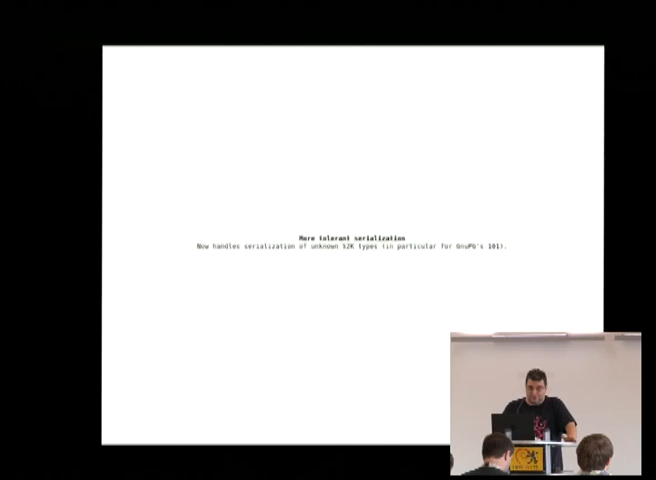 More tolerant serialization
Now handles serialization of unknown S2K types (in particular for GnuPG's 101).